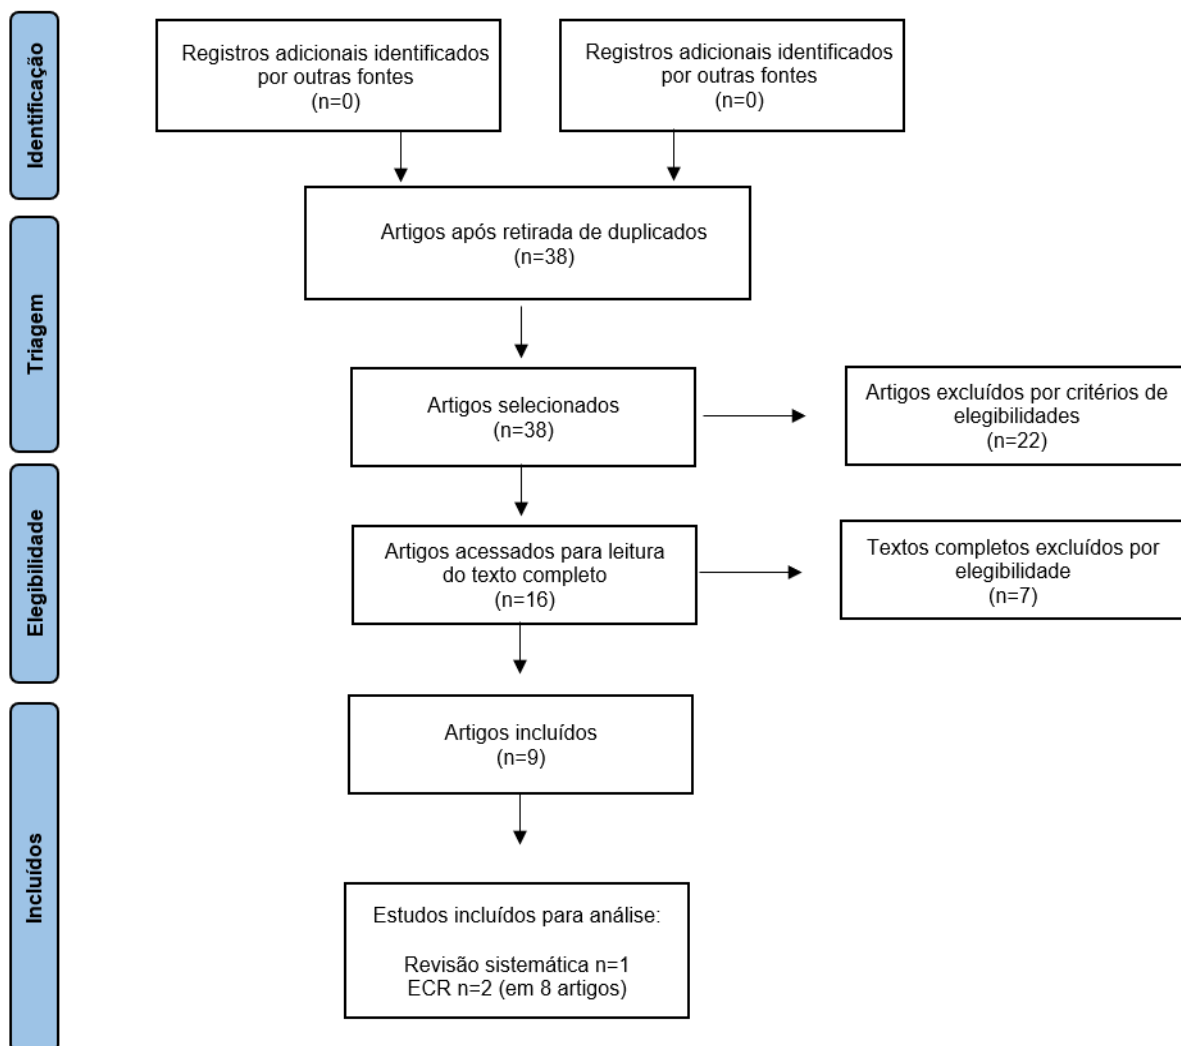 Identificação
Registros adicionais identificados
por outras fontes
(n=0)
Registros adicionais identificados
por outras fontes
(n=0)
Artigos após retirada de duplicados
(n=38)
Triagem
Artigos selecionados
(n=38)
Artigos excluídos por critérios de
elegibilidades
(n=22)
Elegibilidade
Artigos acessados para leitura
do texto completo
(n=16)
Textos completos excluídos por
elegibilidade
(n=7)
Incluídos
Artigos incluídos
(n=9)
Estudos incluídos para análise:
Revisão sistemática n=1
ECR n=2 (em 8 artigos)